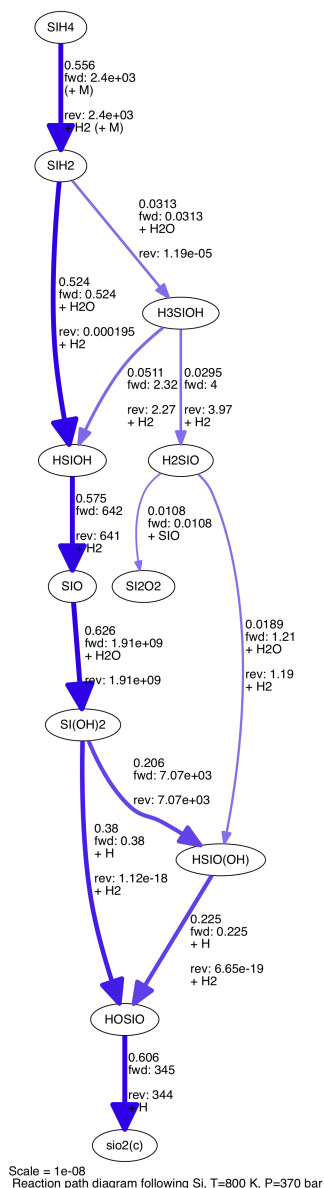 SIH4
0.556
fwd: 2.4e+03
(+ M)
rev: 2.4e+03
+ H2 (+ M)
SIH2
0.0313
fwd: 0.0313
+ H2O
rev: 1.19e-05
0.524
fwd: 0.524
+ H2O
rev: 0.000195
+ H2
H3SIOH
0.0511
fwd: 2.32
rev: 2.27
+ H2
0.0295
fwd: 4
rev: 3.97
+ H2
HSIOH
H2SIO
0.575
fwd: 642
rev: 641
+ H2
0.0108
fwd: 0.0108
+ SIO
SIO
SI2O2
0.0189
fwd: 1.21
+ H2O
rev: 1.19
+ H2
0.626
fwd: 1.91e+09
+ H2O
rev: 1.91e+09
SI(OH)2
0.206
fwd: 7.07e+03
rev: 7.07e+03
0.38
fwd: 0.38
+ H
rev: 1.12e-18
+ H2
HSIO(OH)
0.225
fwd: 0.225
+ H
rev: 6.65e-19
+ H2
HOSIO
0.606
fwd: 345
rev: 344
+ H
sio2(c)
Scale = 1e-08
Reaction path diagram following Si, T=800 K, P=370 bar